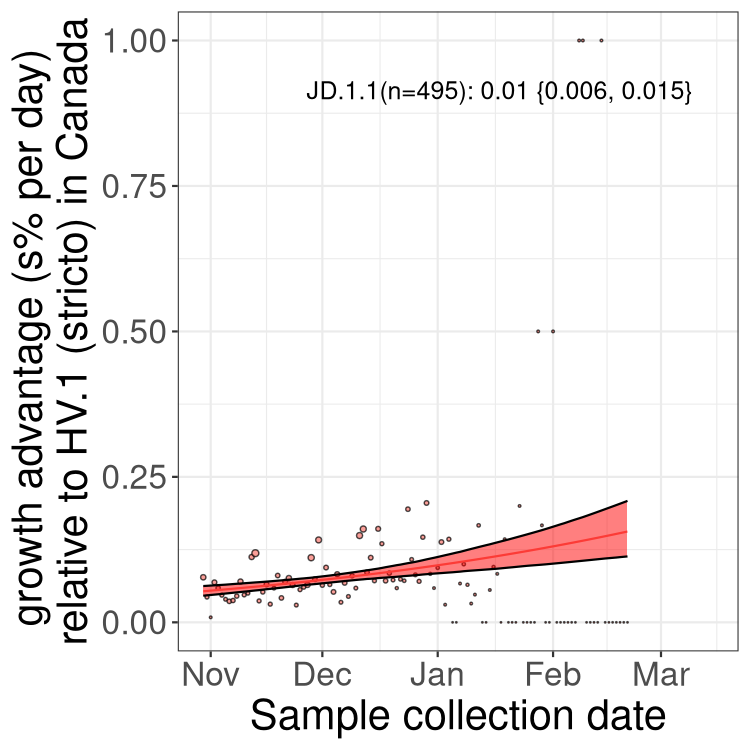 growth advantage (s% per day)
relative to HV.1 (stricto) in Canada
1.00
0.75
0.50
0.25
0.00
JD.1.1(n=495): 0.01 {0.006, 0.015}
Nov Dec Jan Feb Mar
Sample collection date